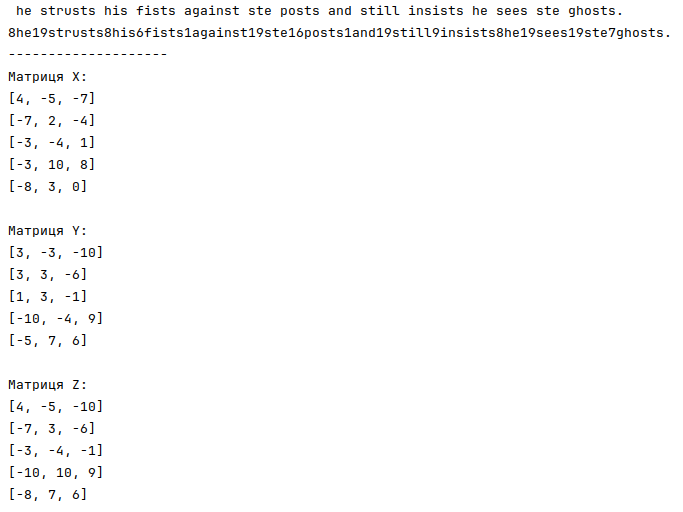 he strusts his fists against ste posts and still insists he sees ste ghosts.
8he19strusts8his6fists1against19ste16posts1and19still9insists8he19sees19ste7ghosts.
--------------------
Матриця X:
[4, -5, -7]
[-7, 2, -4]
[-3, -4, 1]
[-3, 10, 8]
[-8, 3, 0]
Матриця Y:
[3, -3, -10]
[3, 3, -6]
[1, 3, -1]
[-10, -4, 9]
[-5, 7, 6]
Матриця Z:
[4, -5, -10]
[-7, 3, -6]
[-3, -4, -1]
[-10, 10, 9]
[-8, 7, 6]